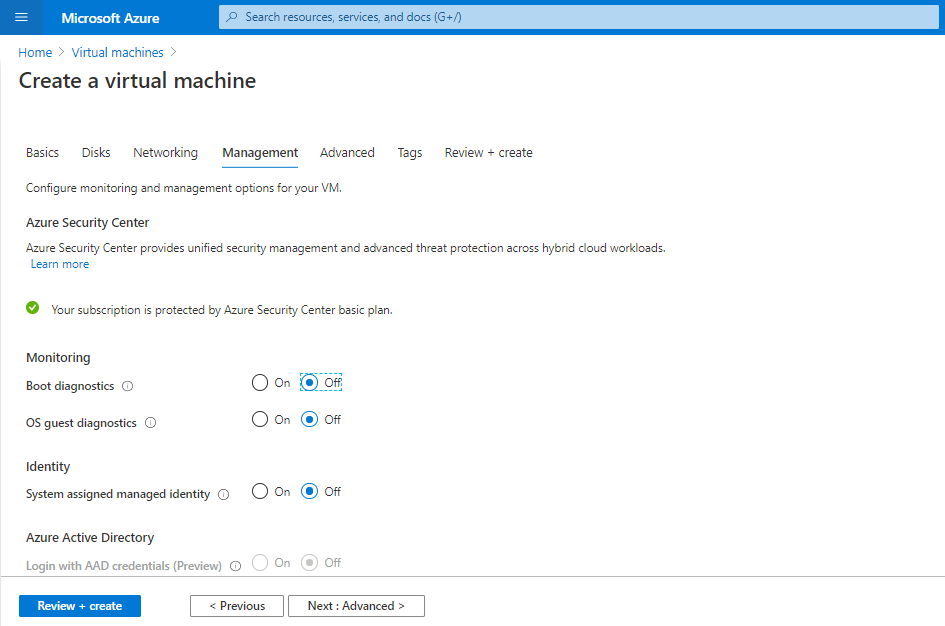 Microsoft Azure
Search resources, services, and docs (G+/)
Home > Virtual machines >
Create a virtual machine
Basics Disks Networking Management Advanced Tags Review + create
Configure monitoring and management options for your VM.
Azure Security Center
Azure Security Center provides unified security management and advanced threat protection across hybrid cloud workloads.
Learn more
Your subscription is protected by Azure Security Center basic plan.
Monitoring
Boot diagnostics On Off
OS guest diagnostics On Off
Identity
System assigned managed identity On Off
Azure Active Directory
Login with AAD credentials (Preview) On Off
Review + create < Previous Next : Advanced >